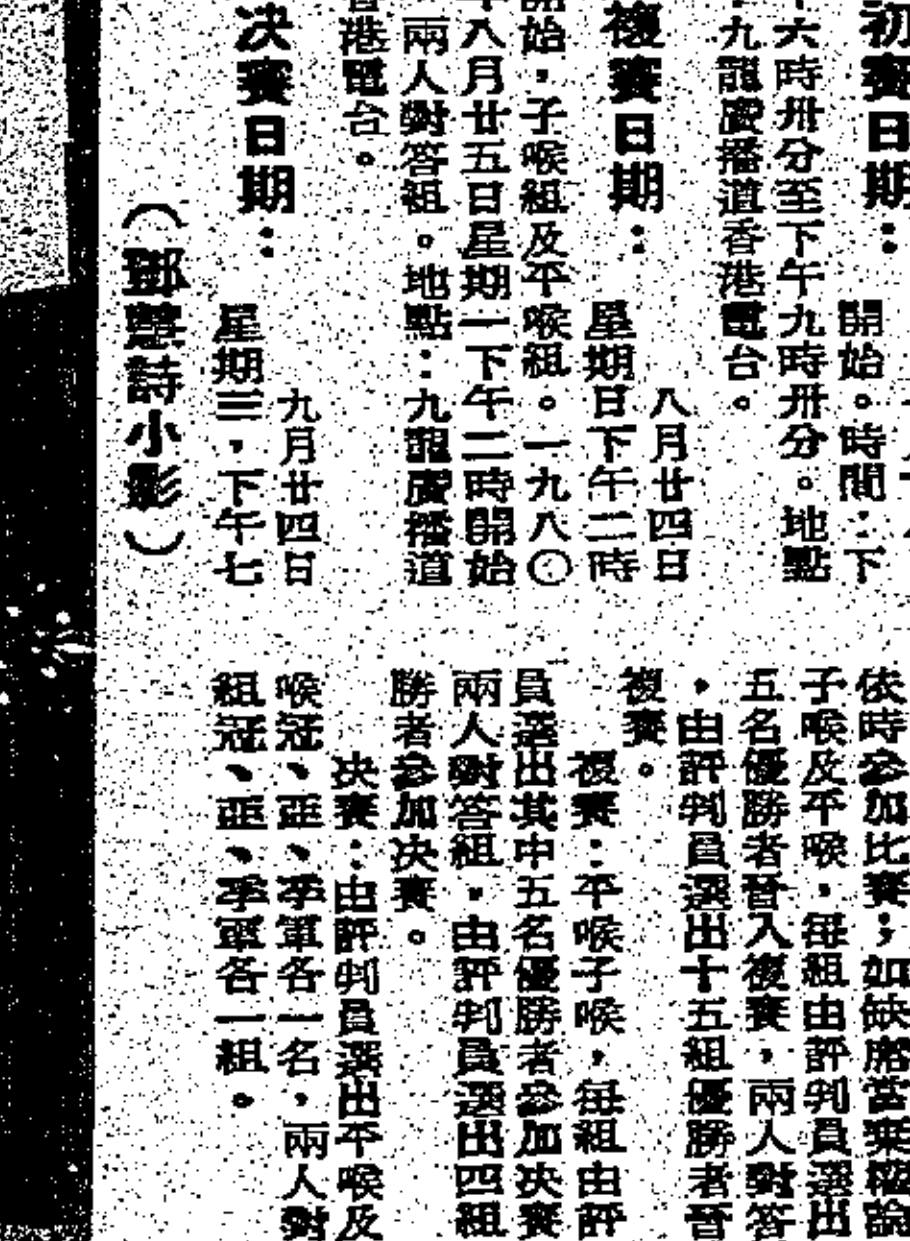 初賽日期：
開始。時間：下
六時卅分至下午九時卅分。地點
九龍廣播道香港電台。
複賽日期：
八月廿四日
星期日下午二時
開始，子喉組及平喉組。一九八〇
年八月廿五日星期一下午二時開始
兩人對答組。地點：九龍廣播道
香港電台。
决賽日期：
九月廿四日
星期三，下午七
（鄧慧詩小影）
依時參加比賽；如缺席當棄權論
子喉及平喉，每組由評判員選出
五名優勝者晉入複賽，兩人對答
，由評判員選出十五組優勝者晉
複賽。
複賽：平喉子喉，每組由評
員選出其中五名優勝者參加决賽
兩人對答組，由評判員選出四組
勝者參加决賽。
决賽：由評判員選出平喉及
喉冠、亞、季軍各一名，兩人對
組冠、亞、季軍各一組。